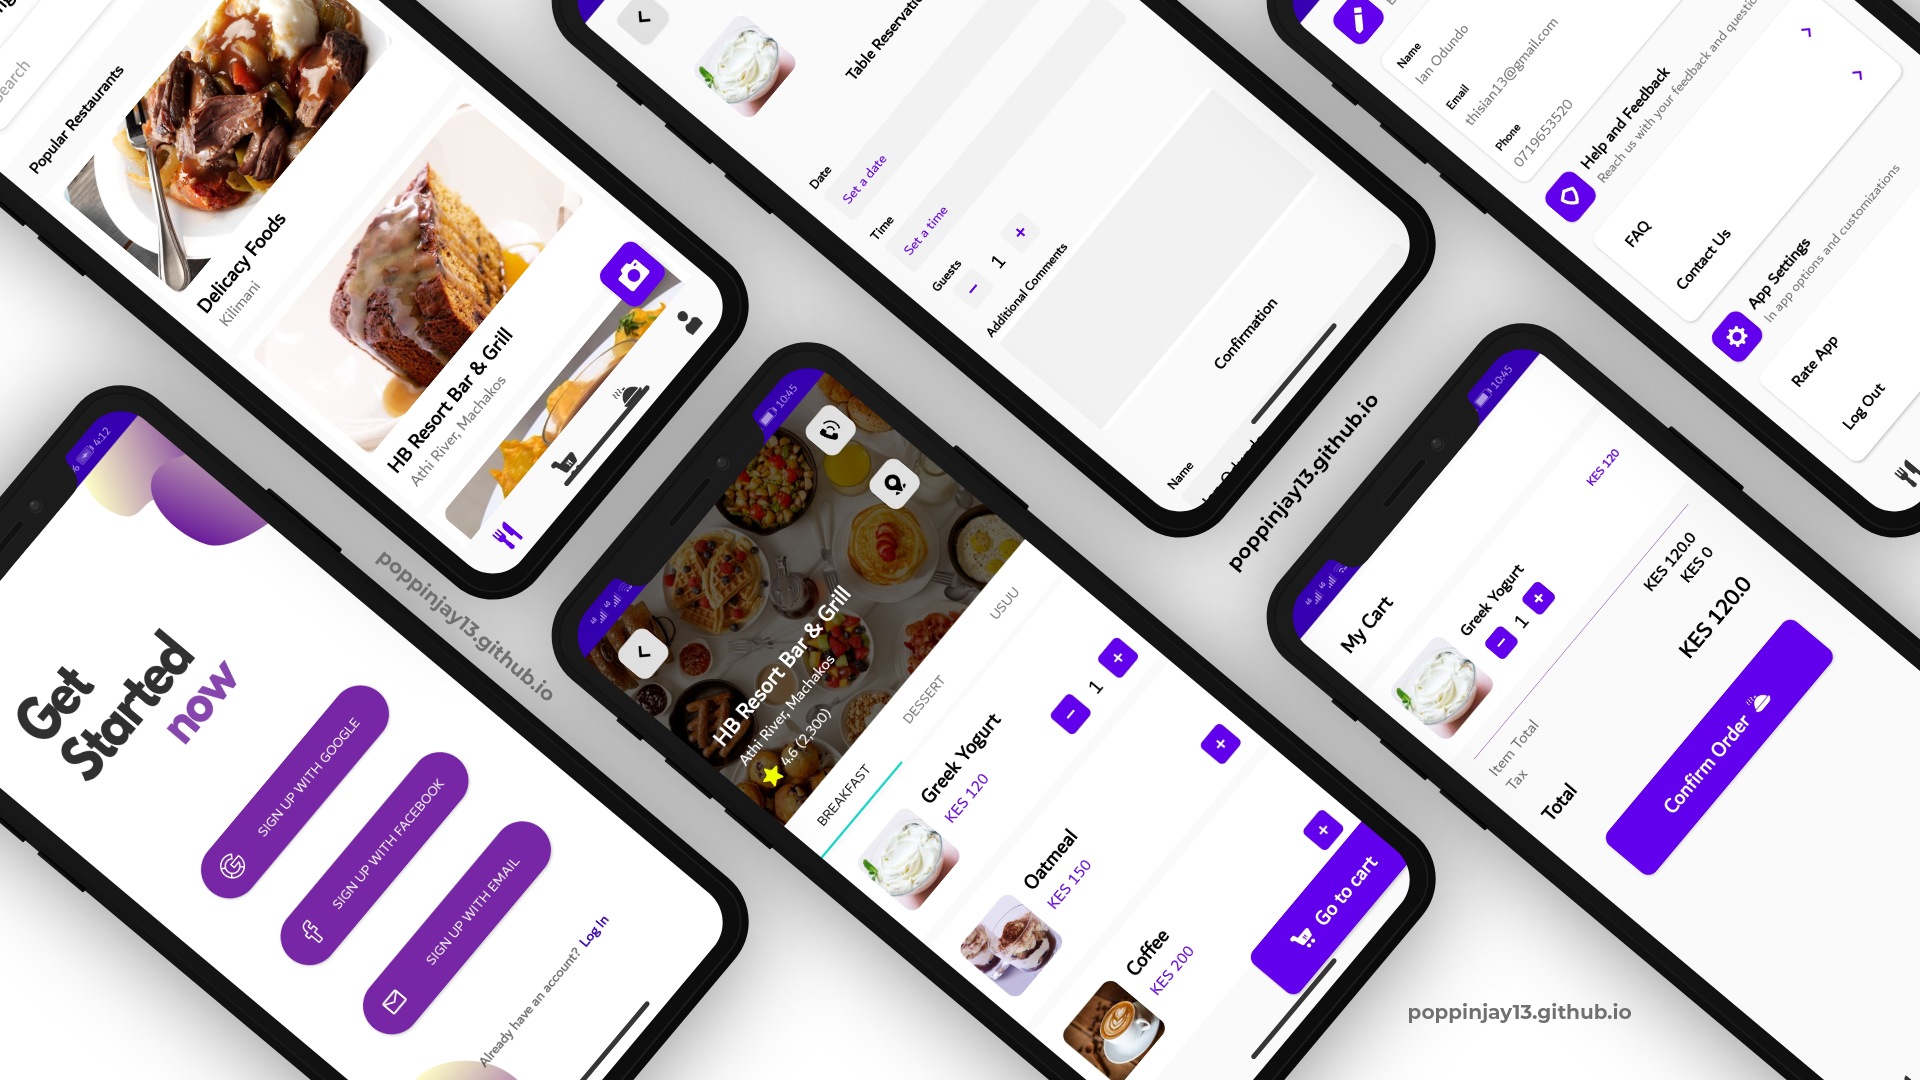 Search
Popular Restaurants
Delicacy Foods
Kilimani
HB Resort Bar & Grill
Athi River, Machakos
Date
Set a date
Time
Set a time
Guests
1
Additional Comments
Confirmation
Name
Name
Ian Odundo
Email
thisian13@gmail.com
Phone
0719653520
Help and Feedback
Reach us with your feedback and
FAQ
Contact Us
App Settings
In app options and customizations
Rate App
Log Out
4:12
Get
Started
now
SIGN UP WITH GOOGLE
SIGN UP WITH FACEBOOK
SIGN UP WITH EMAIL
Already have an account? Log In
poppinjay13.github.io
10:45
HB Resort Bar & Grill
Athi River, Machakos
4.6 (2,300)
BREAKFAST
DESSERT
USUU
Greek Yogurt
KES 120
1
Oatmeal
KES 150
Coffee
KES 200
Go to cart
poppinjay13.github.io
10:45
My Cart
Greek Yogurt
1
KES 120
Item Total
KES 120.0
Tax
KES 0
Total
KES 120.0
Confirm Order
poppinjay13.github.io